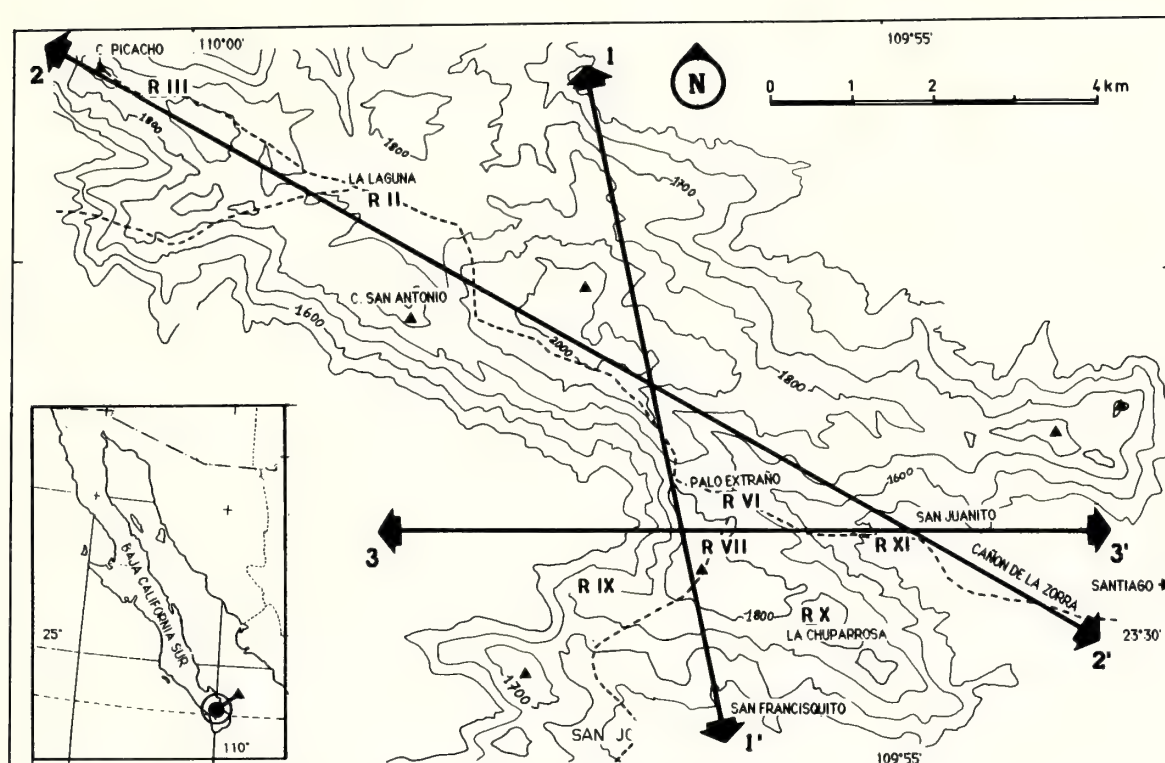 110°00'
109°55'
C. PICACHO
1
2
R III
N
0 1 2 4 km
1800
1800
LA LAGUNA
R II
1700
C. SAN ANTONIO
1600
2000
1800
PALO EXTRAÑO
R VI
1600
SAN JUANITO
3
R VII
R XI
3'
CAÑON DE LA ZORRA
SANTIAGO
R IX
1800
R X
LA CHUPARROSA
23°30'
2'
1700
SAN FRANCISQUITO
SAN JO
1'
109°55'
BAJA CALIFORNIA SUR
25°
110°